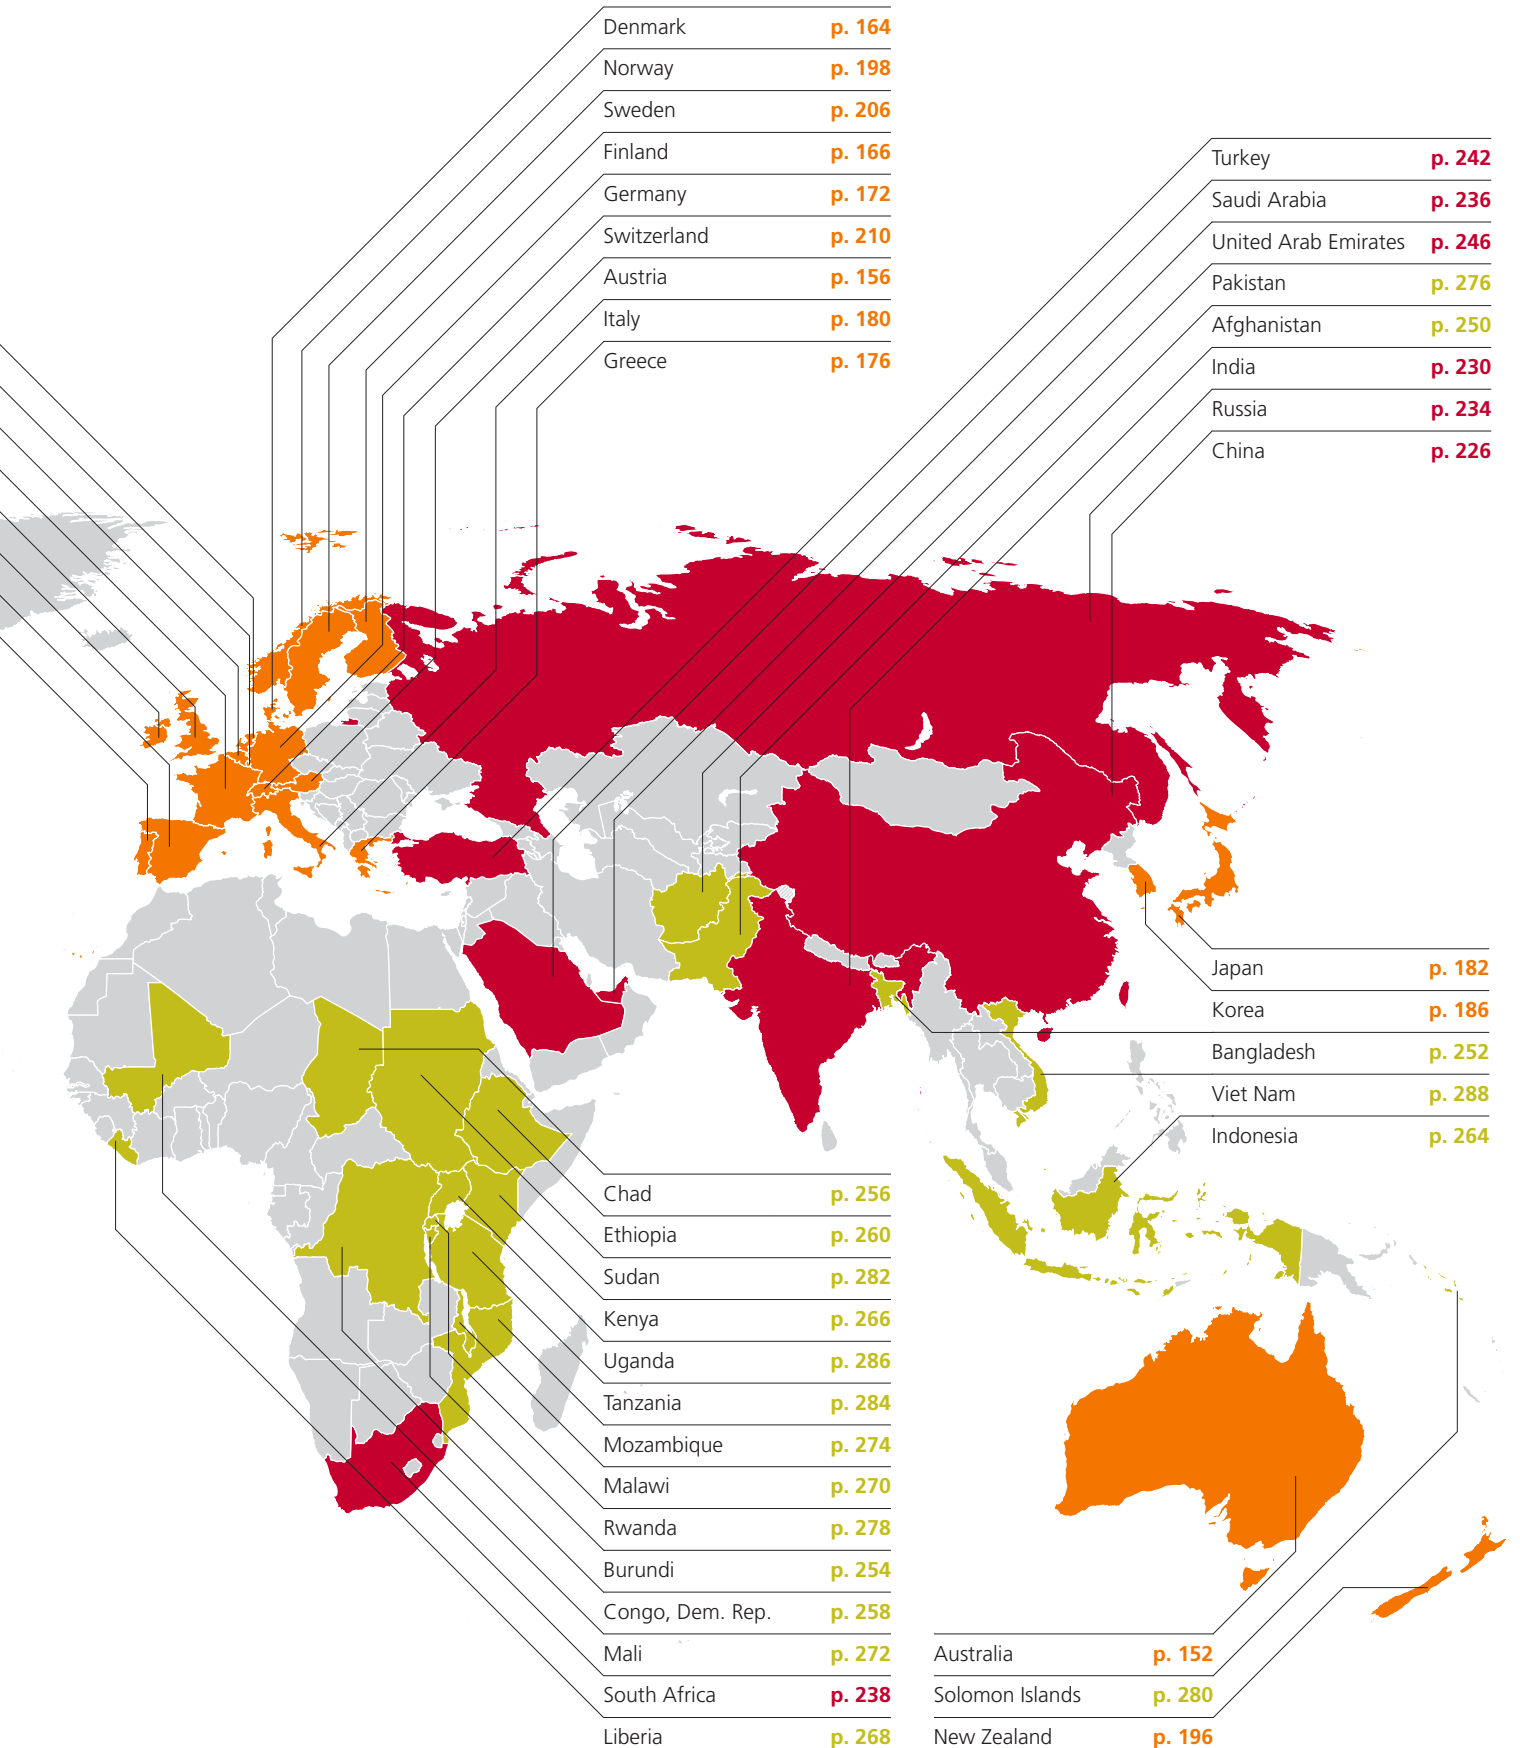 Denmark p. 164
Norway p. 198
Sweden p. 206
Finland p. 166
Germany p. 172
Switzerland p. 210
Austria p. 156
Italy p. 180
Greece p. 176
Turkey p. 242
Saudi Arabia p. 236
United Arab Emirates p. 246
Pakistan p. 276
Afghanistan p. 250
India p. 230
Russia p. 234
China p. 226
Japan p. 182
Korea p. 186
Bangladesh p. 252
Viet Nam p. 288
Indonesia p. 264
Chad p. 256
Ethiopia p. 260
Sudan p. 282
Kenya p. 266
Uganda p. 286
Tanzania p. 284
Mozambique p. 274
Malawi p. 270
Rwanda p. 278
Burundi p. 254
Congo, Dem. Rep. p. 258
Mali p. 272
South Africa p. 238
Liberia p. 268
Australia p. 152
Solomon Islands p. 280
New Zealand p. 196